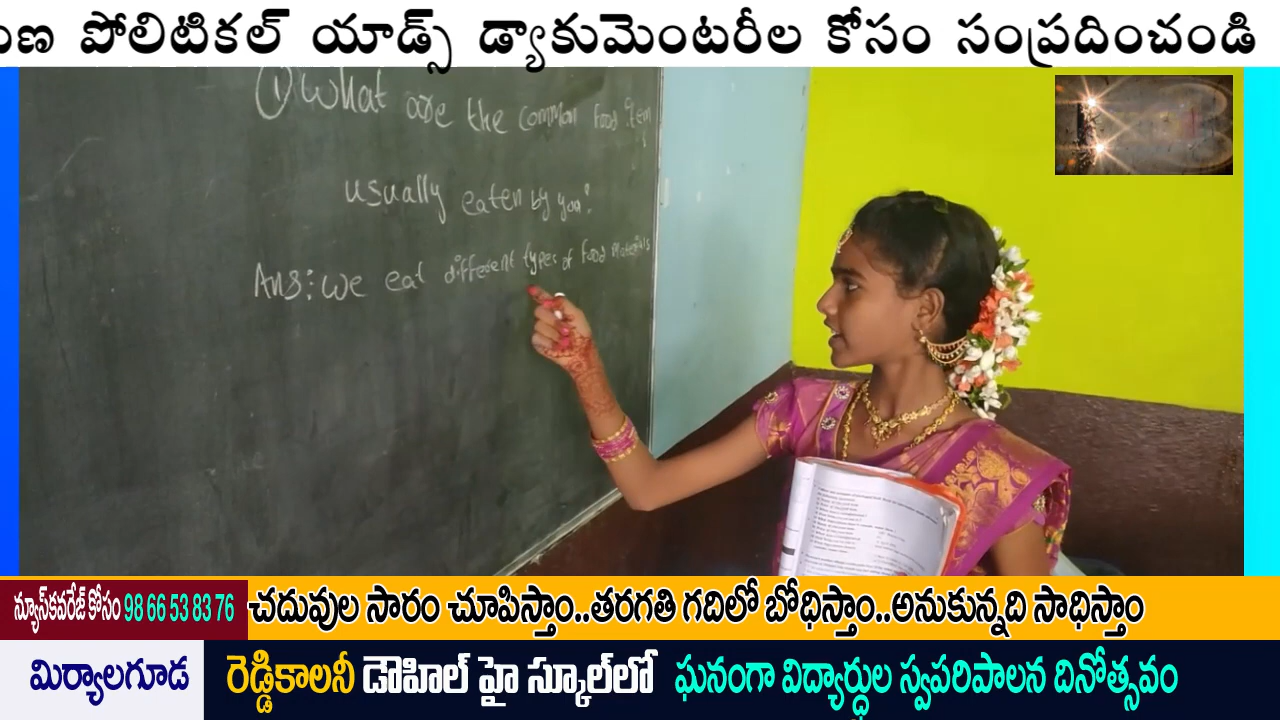 పోలిటికల్ యాడ్స్ డ్యాకుమెంటరీల కోసం సంప్రదించండి
① What are the common food item
usually eaten by you?
Ans: we eat different types of food materials
న్యూస్‌కవరేజ్ కోసం 98 66 53 83 76
చదువుల సారం చూపిస్తాం..తరగతి గదిలో బోధిస్తాం..అనుకున్నది సాధిస్తాం
మిర్యాలగూడ
రెడ్డికాలనీ డౌహిల్ హై స్కూల్‌లో ఘనంగా విద్యార్ధుల స్వపరిపాలన దినోత్సవం